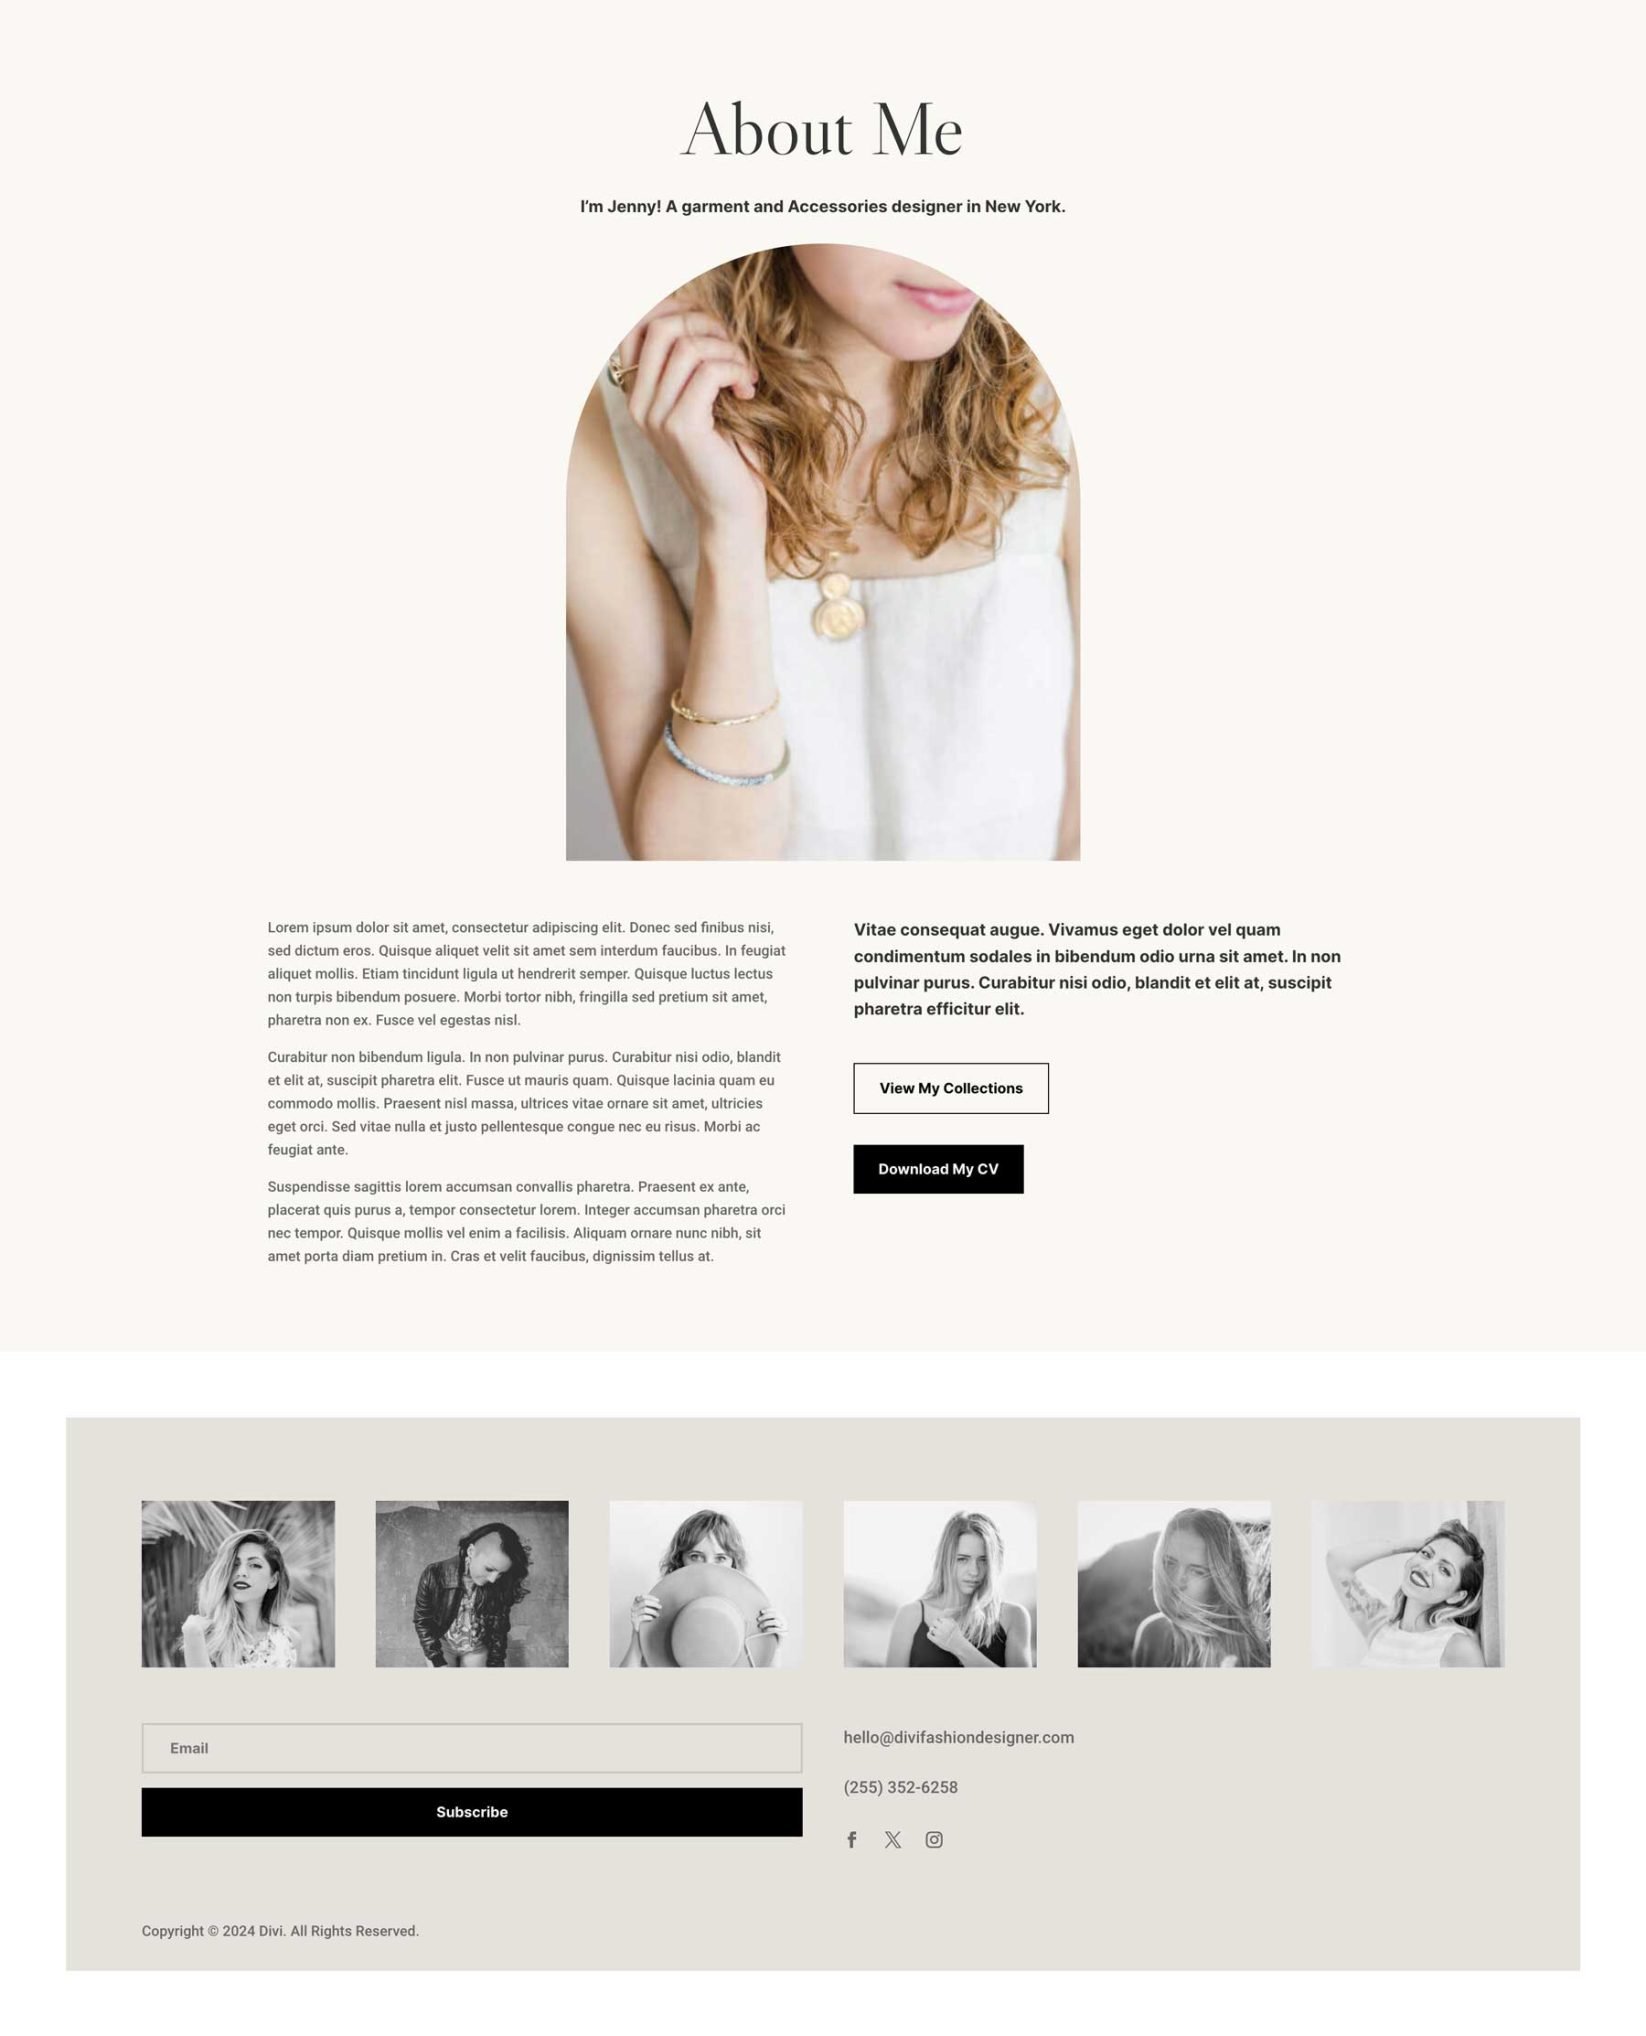 About Me
I’m Jenny! A garment and Accessories designer in New York.
Lorem ipsum dolor sit amet, consectetur adipiscing elit. Donec sed finibus nisi,
sed dictum eros. Quisque aliquet velit sit amet sem interdum faucibus. In feugiat
aliquet mollis. Etiam tincidunt ligula ut hendrerit semper. Quisque luctus lectus
non turpis bibendum posuere. Morbi tortor nibh, fringilla sed pretium sit amet,
pharetra non ex. Fusce vel egestas nisl.
Curabitur non bibendum ligula. In non pulvinar purus. Curabitur nisi odio, blandit
et elit at, suscipit pharetra elit. Fusce ut mauris quam. Quisque lacinia quam eu
commodo mollis. Praesent nisl massa, ultrices vitae ornare sit amet, ultricies
eget orci. Sed vitae nulla et justo pellentesque congue nec eu risus. Morbi ac
feugiat ante.
Suspendisse sagittis lorem accumsan convallis pharetra. Praesent ex ante,
placerat quis purus a, tempor consectetur lorem. Integer accumsan pharetra orci
nec tempor. Quisque mollis vel enim a facilisis. Aliquam ornare nunc nibh, sit
amet porta diam pretium in. Cras et velit faucibus, dignissim tellus at.
Vitae consequat augue. Vivamus eget dolor vel quam
condimentum sodales in bibendum odio urna sit amet. In non
pulvinar purus. Curabitur nisi odio, blandit et elit at, suscipit
pharetra efficitur elit.
View My Collections
Download My CV
Email
Subscribe
hello@divifashiondesigner.com
(255) 352-6258
Copyright © 2024 Divi. All Rights Reserved.